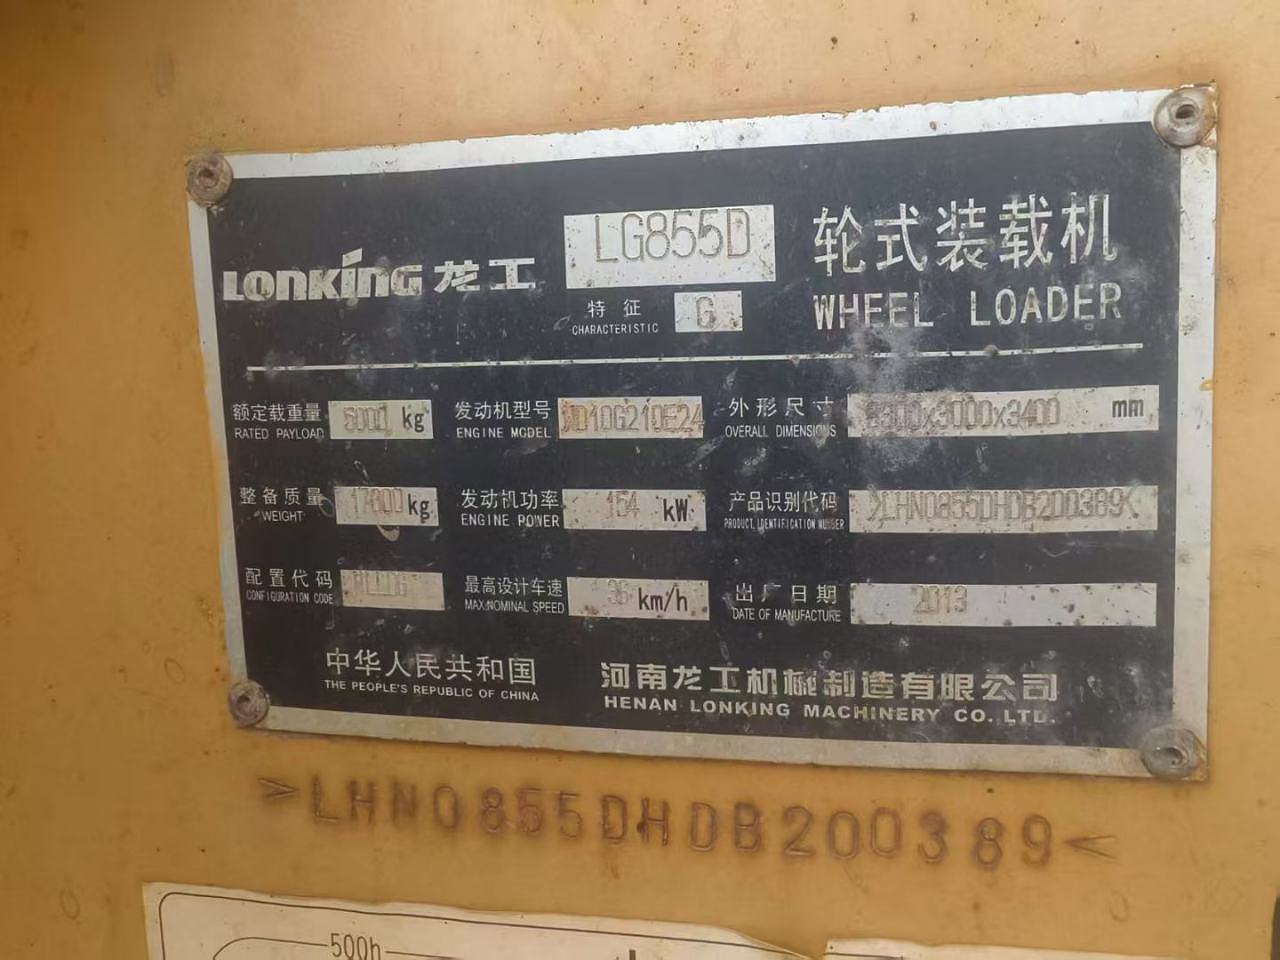 LONKING 龙工 LG855D 轮式装载机
特征 G
CHARACTERISTIC WHEEL LOADER
额定载重量 5000 kg 发动机型号 WD10G210E24 外形尺寸 8300x3000x3400 mm
RATED PAYLOAD ENGINE MODEL OVERALL DIMENSIONS
整备质量 kg 发动机功率 154 kW 产品识别代码 >LHN0855DHDB200389<
WEIGHT ENGINE POWER PRODUCT IDENTIFICATION NUMBER
配置代码 最高设计车速 km/h 出厂日期 2013
CONFIGURATION CODE MAX.NOMINAL SPEED DATE OF MANUFACTURE
中华人民共和国 河南龙工机械制造有限公司
THE PEOPLE'S REPUBLIC OF CHINA HENAN LONKING MACHINERY CO., LTD.
>LHN0855DHDB200389<
500h